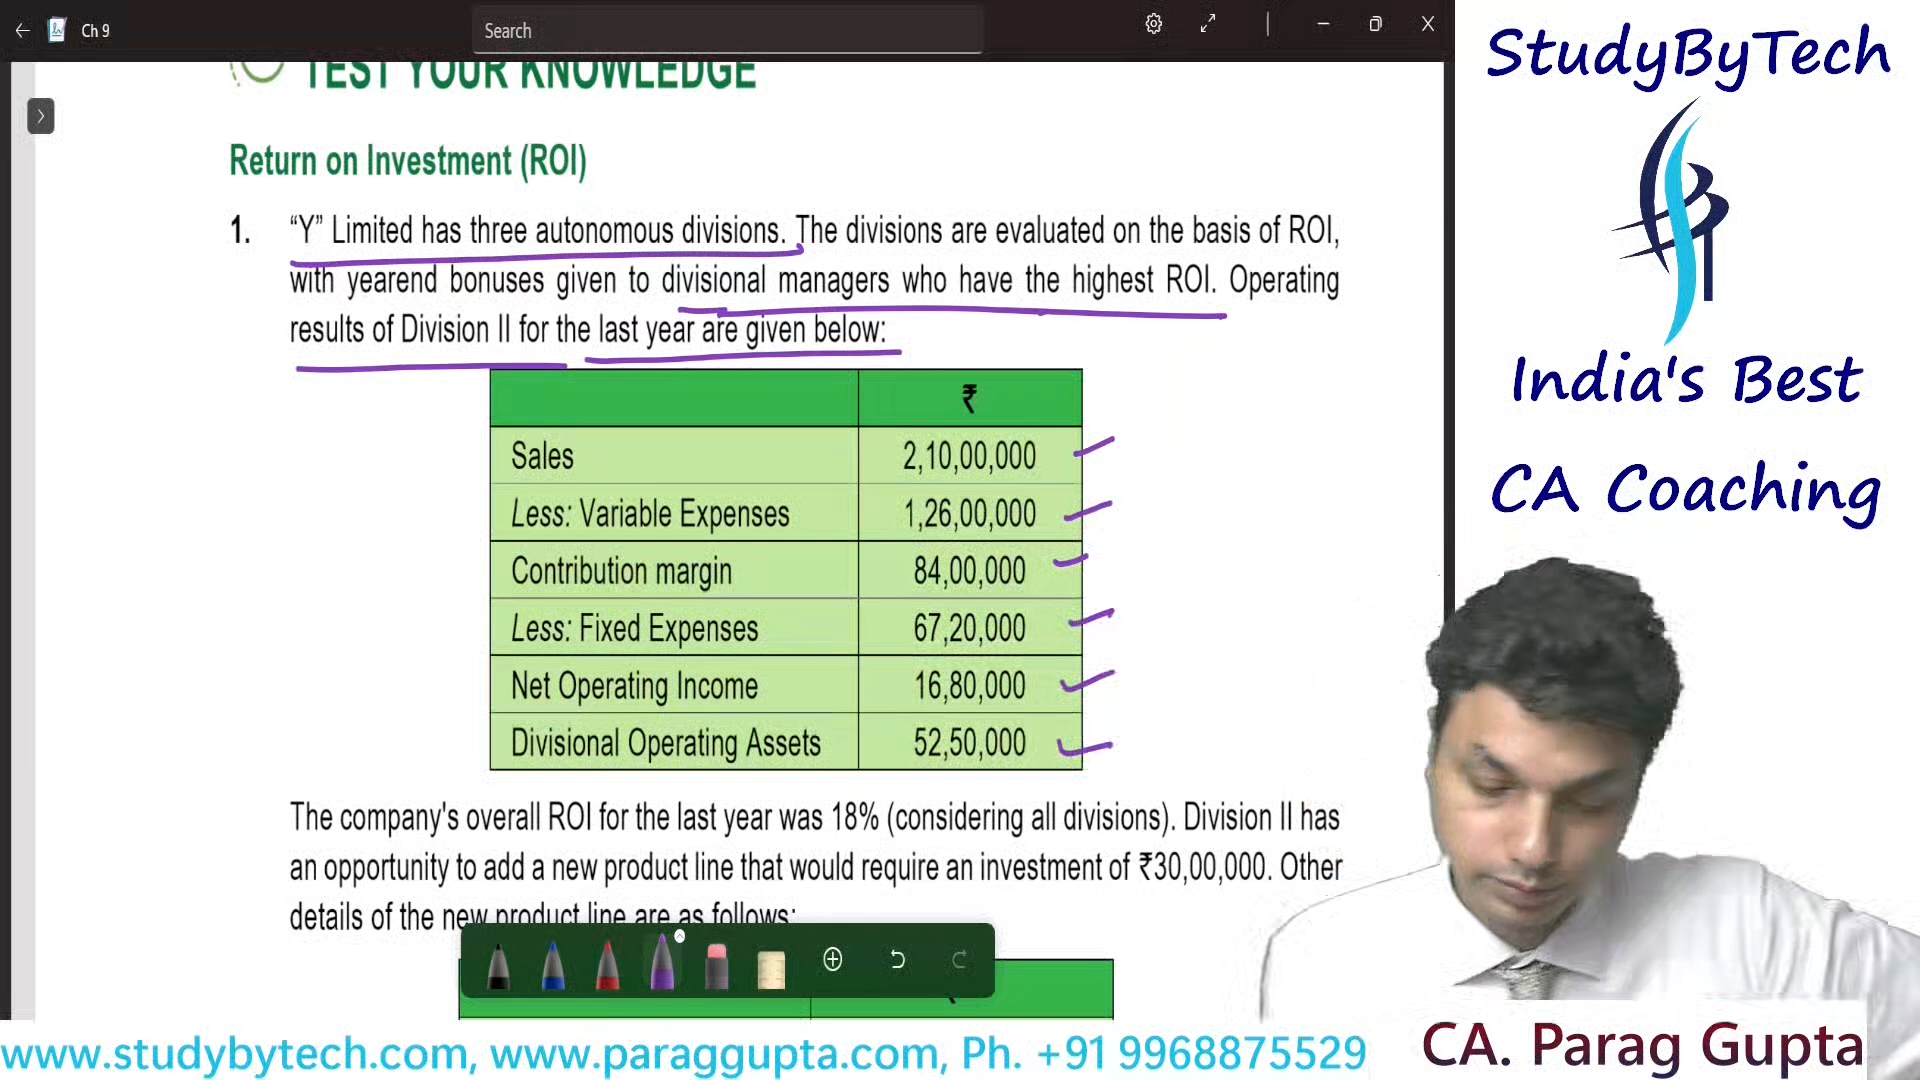 Ch 9
Search
TEST YOUR KNOWLEDGE
Return on Investment (ROI)
1. "Y" Limited has three autonomous divisions. The divisions are evaluated on the basis of ROI,
with yearend bonuses given to divisional managers who have the highest ROI. Operating
results of Division II for the last year are given below:
₹
Sales 2,10,00,000
Less: Variable Expenses 1,26,00,000
Contribution margin 84,00,000
Less: Fixed Expenses 67,20,000
Net Operating Income 16,80,000
Divisional Operating Assets 52,50,000
The company's overall ROI for the last year was 18% (considering all divisions). Division II has
an opportunity to add a new product line that would require an investment of ₹30,00,000. Other
details of the new product line are as follows:
StudyByTech
India's Best
CA Coaching
www.studybytech.com, www.paraggupta.com, Ph. +91 9968875529
CA. Parag Gupta